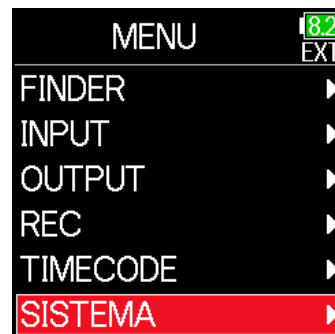 MENU
8.2
EXT
FINDER
INPUT
OUTPUT
REC
TIMECODE
SISTEMA